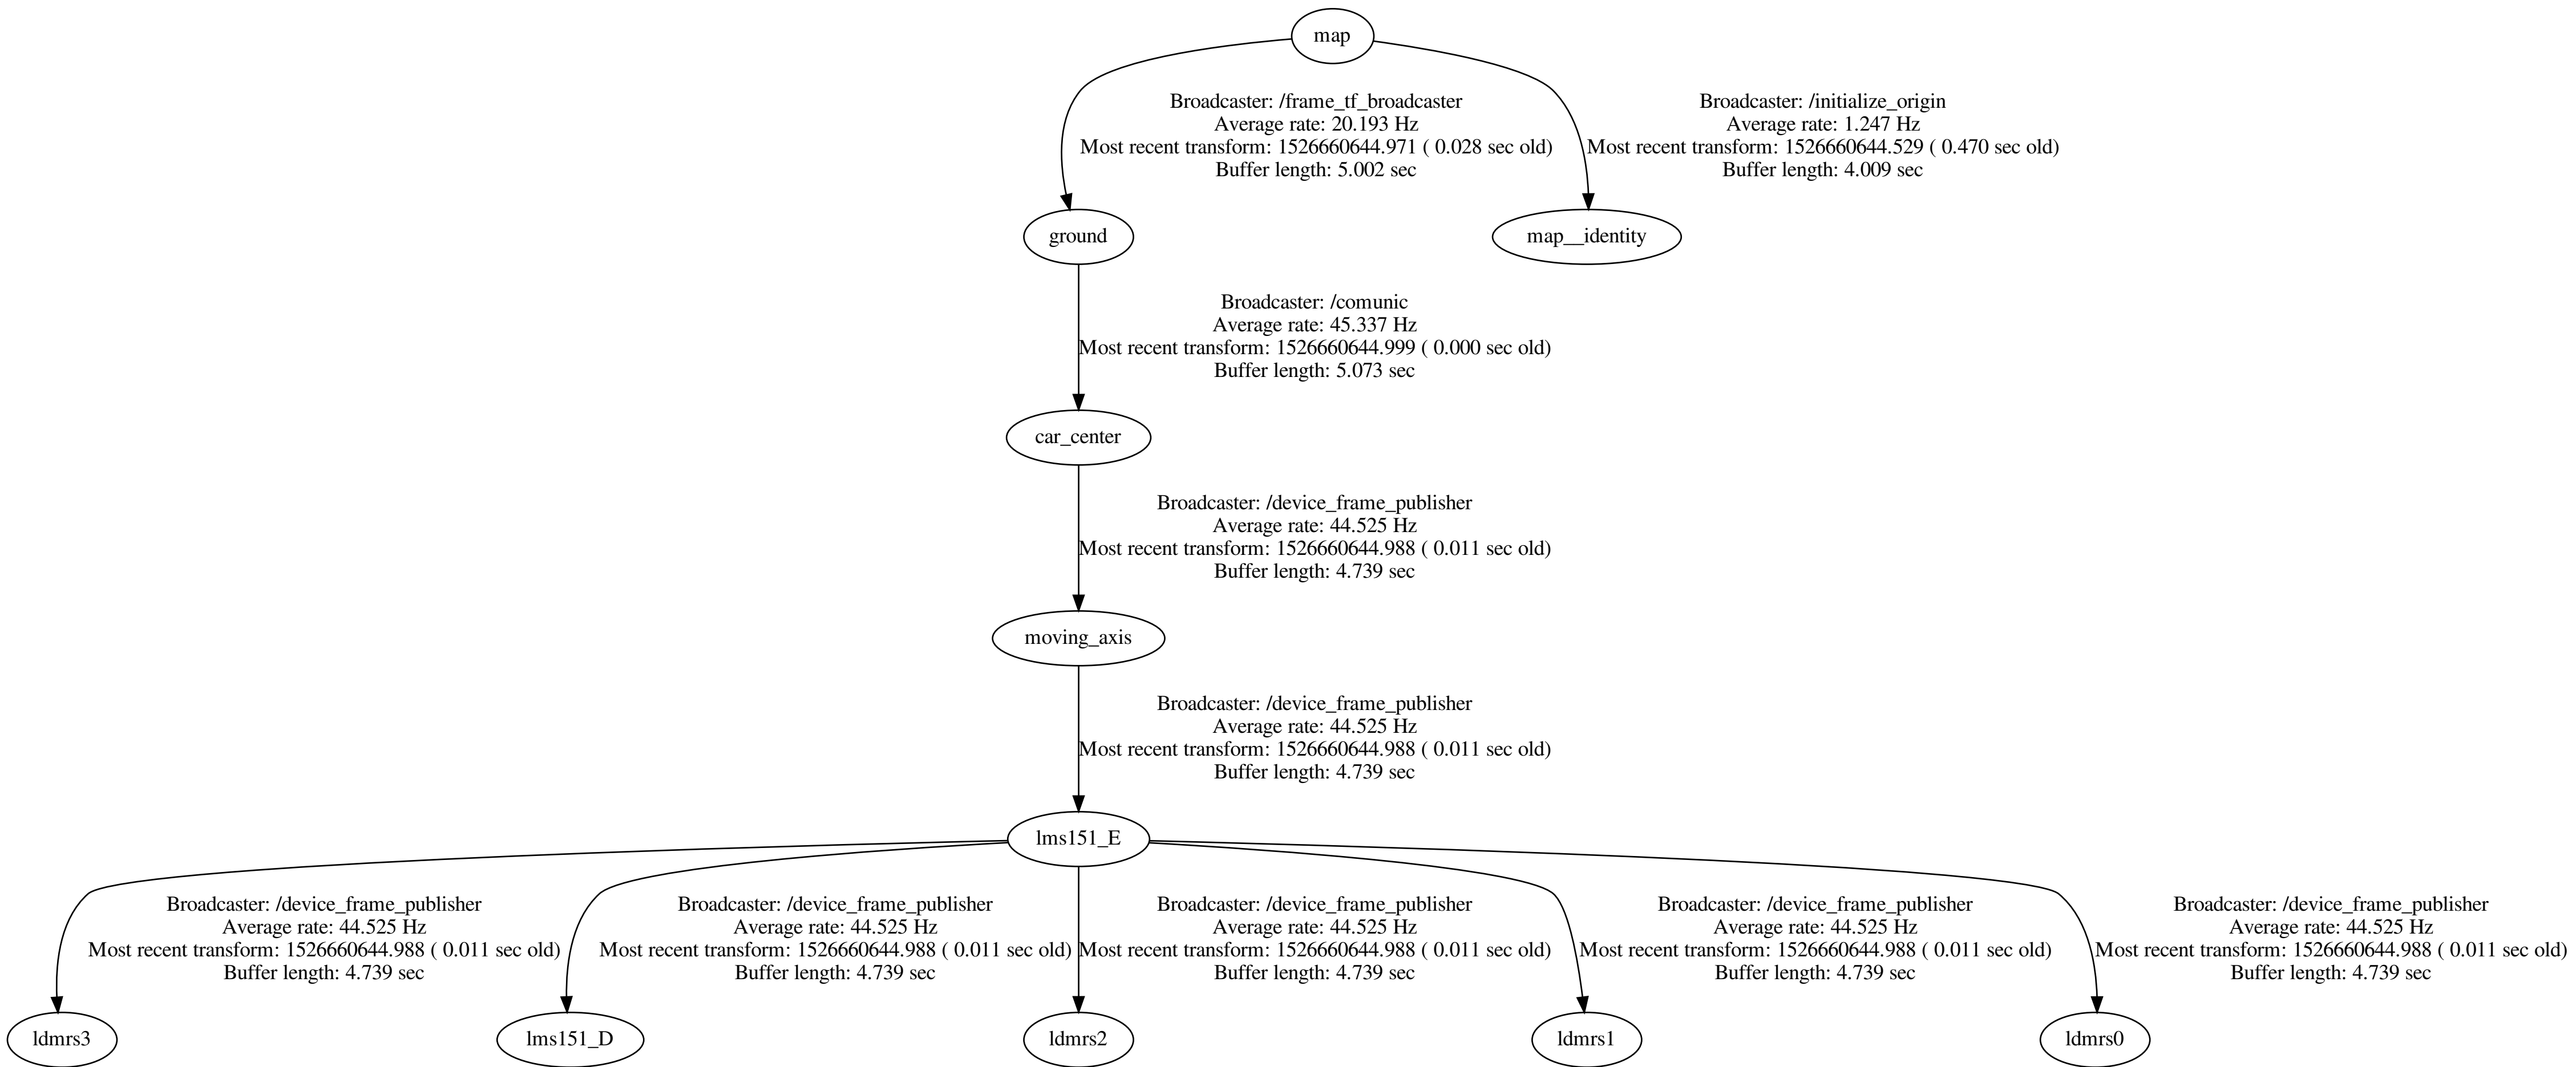 map
Broadcaster: /frame_tf_broadcaster
Average rate: 20.193 Hz
Most recent transform: 1526660644.971 ( 0.028 sec old)
Buffer length: 5.002 sec
Broadcaster: /initialize_origin
Average rate: 1.247 Hz
Most recent transform: 1526660644.529 ( 0.470 sec old)
Buffer length: 4.009 sec
ground
map__identity
Broadcaster: /comunic
Average rate: 45.337 Hz
Most recent transform: 1526660644.999 ( 0.000 sec old)
Buffer length: 5.073 sec
car_center
Broadcaster: /device_frame_publisher
Average rate: 44.525 Hz
Most recent transform: 1526660644.988 ( 0.011 sec old)
Buffer length: 4.739 sec
moving_axis
Broadcaster: /device_frame_publisher
Average rate: 44.525 Hz
Most recent transform: 1526660644.988 ( 0.011 sec old)
Buffer length: 4.739 sec
lms151_E
Broadcaster: /device_frame_publisher
Average rate: 44.525 Hz
Most recent transform: 1526660644.988 ( 0.011 sec old)
Buffer length: 4.739 sec
Broadcaster: /device_frame_publisher
Average rate: 44.525 Hz
Most recent transform: 1526660644.988 ( 0.011 sec old)
Buffer length: 4.739 sec
Broadcaster: /device_frame_publisher
Average rate: 44.525 Hz
Most recent transform: 1526660644.988 ( 0.011 sec old)
Buffer length: 4.739 sec
Broadcaster: /device_frame_publisher
Average rate: 44.525 Hz
Most recent transform: 1526660644.988 ( 0.011 sec old)
Buffer length: 4.739 sec
Broadcaster: /device_frame_publisher
Average rate: 44.525 Hz
Most recent transform: 1526660644.988 ( 0.011 sec old)
Buffer length: 4.739 sec
ldmrs3
lms151_D
ldmrs2
ldmrs1
ldmrs0